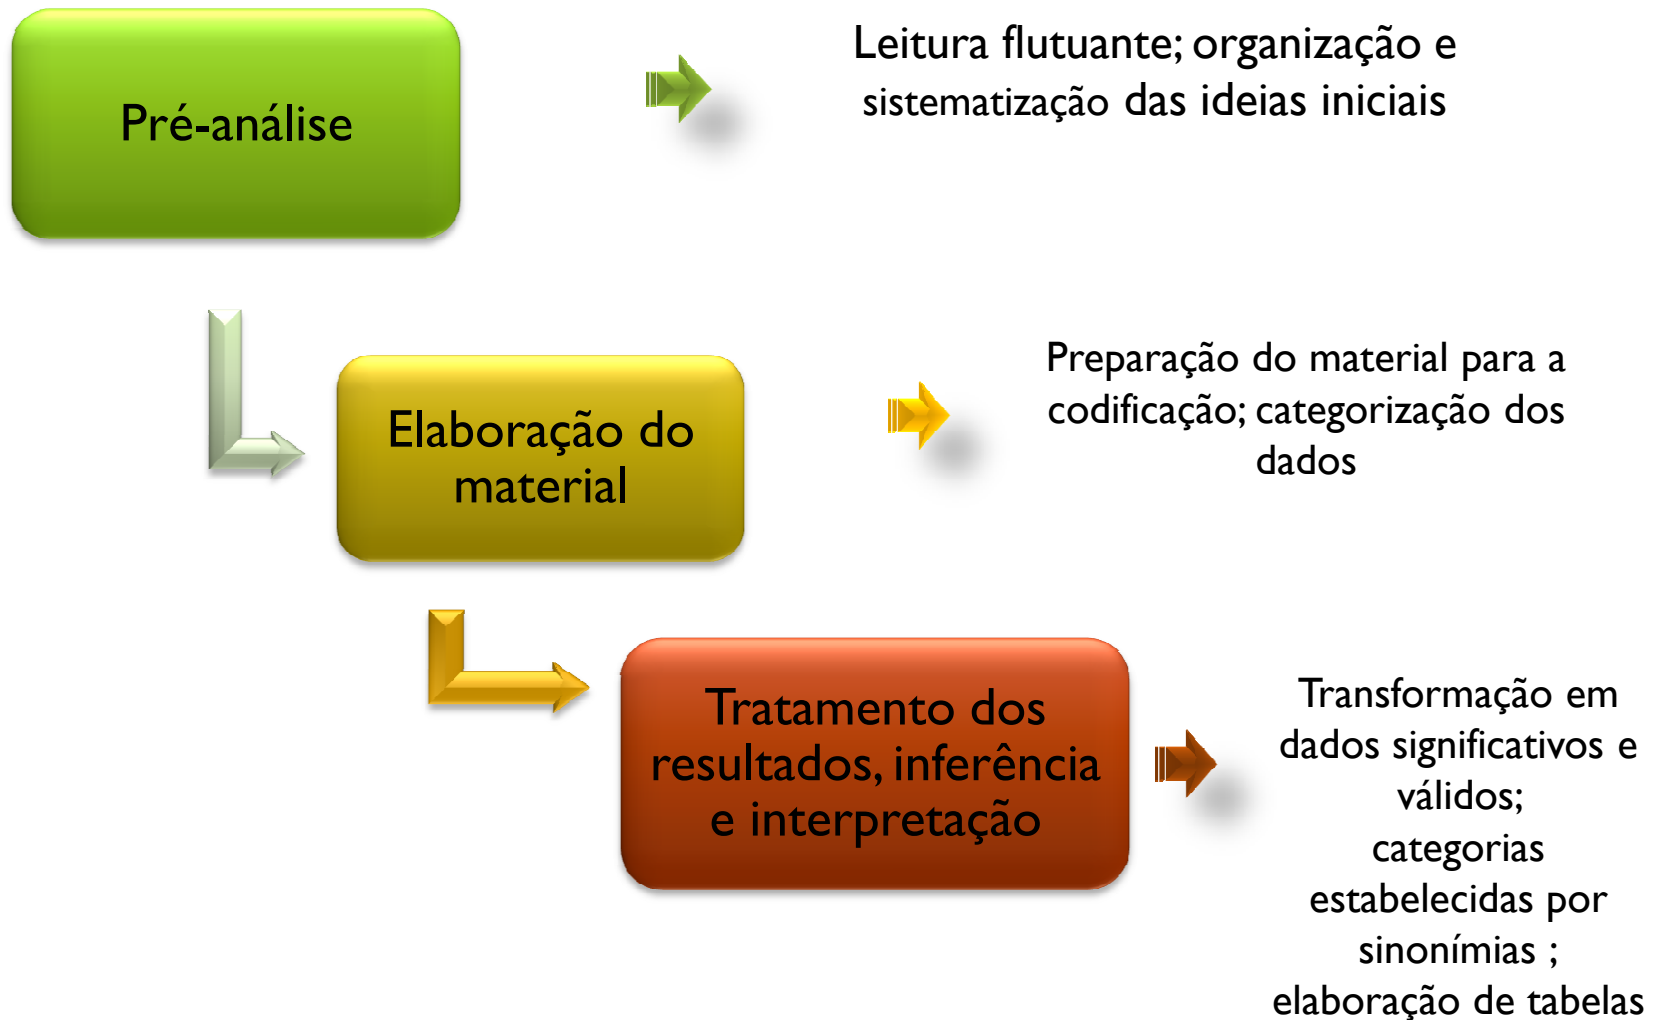 Pré-análise
Leitura flutuante; organização e
sistematização das ideias iniciais
Elaboração do
material
Preparação do material para a
codificação; categorização dos
dados
Tratamento dos
resultados, inferência
e interpretação
Transformação em
dados significativos e
válidos;
categorias
estabelecidas por
sinonímias ;
elaboração de tabelas